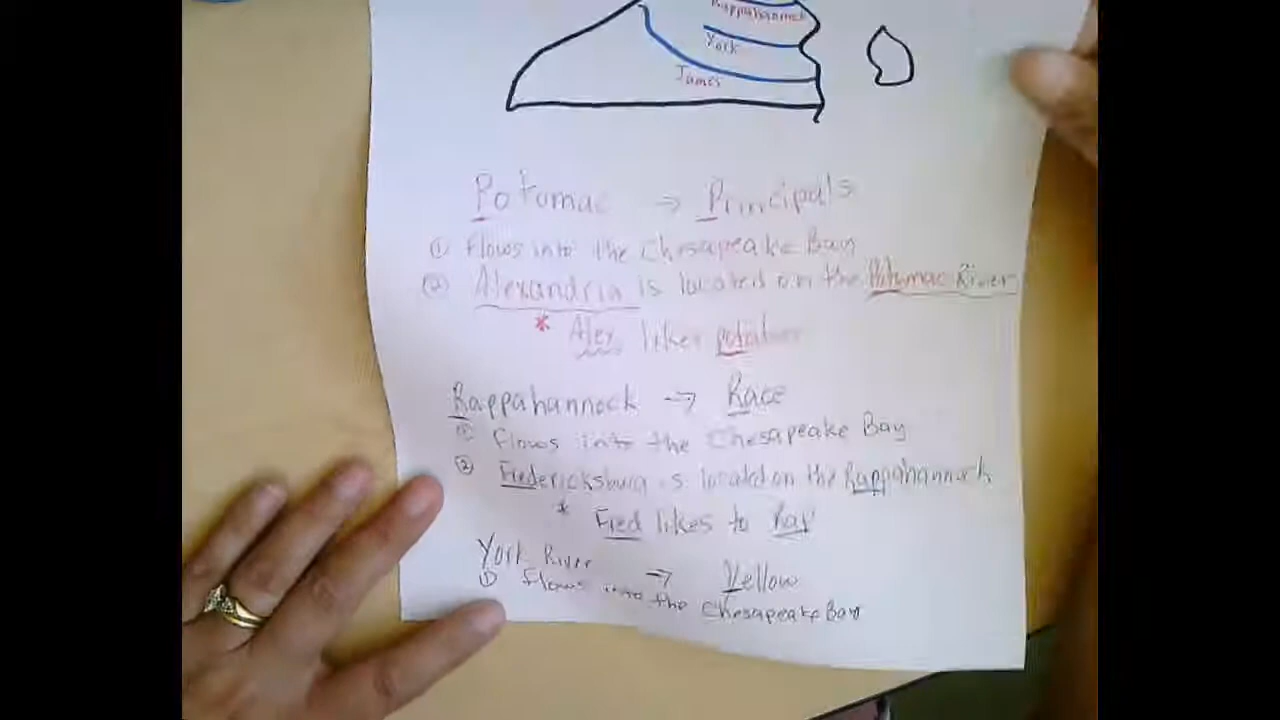 Rappahannock
York
James
Potomac → Principals
① Flows into the Chesapeake Bay
② Alexandria is located on the Potomac River
* Alex likes potatoes
Rappahannock → Race
① Flows into the Chesapeake Bay
② Fredericksburg is located on the Rappahannock
* Fred likes to Rap
York River → Yellow
① Flows into the Chesapeake Bay